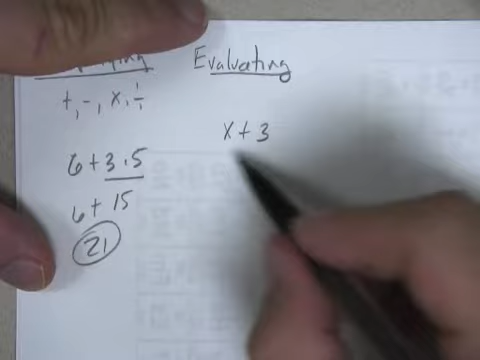 Evaluating
+, -, x, ÷
x + 3
6 + 3 · 5
6 + 15
21